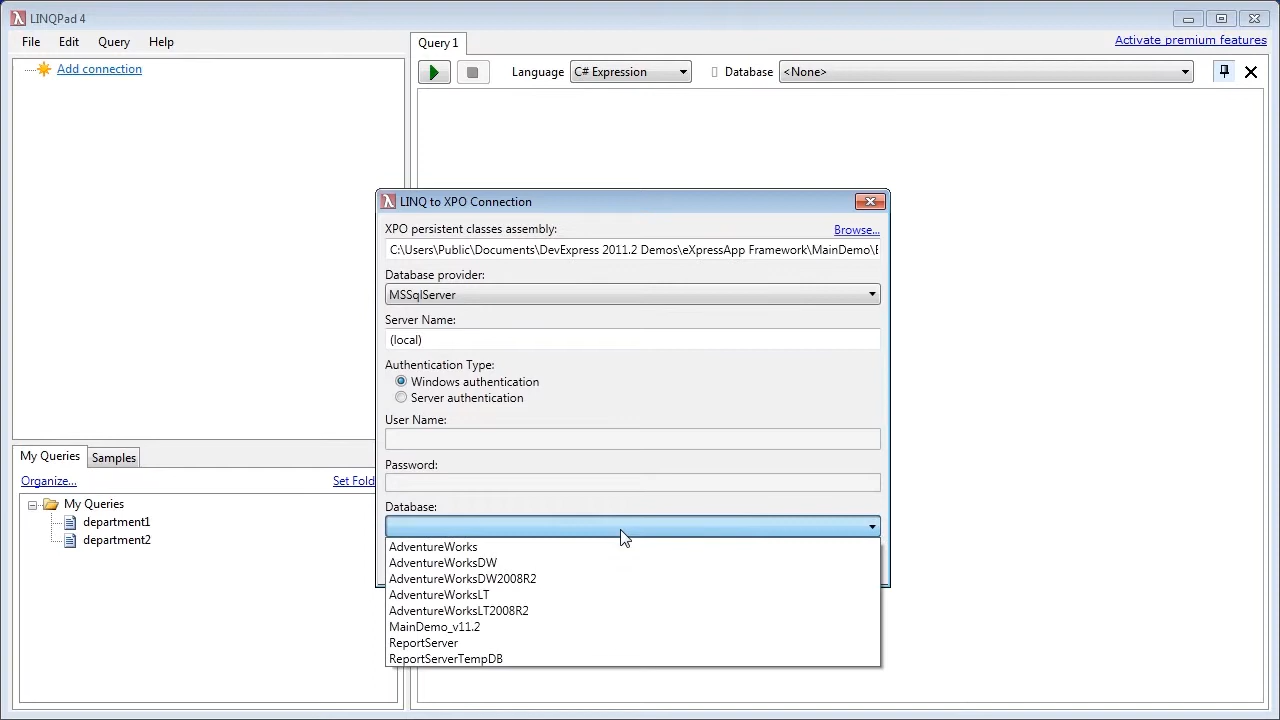 LINQPad 4
File Edit Query Help
Add connection
Query 1
Activate premium features
Language C# Expression Database <None>
LINQ to XPO Connection
XPO persistent classes assembly: Browse...
C:\Users\Public\Documents\DevExpress 2011.2 Demos\eXpressApp Framework\MainDemo\
Database provider:
MSSqlServer
Server Name:
(local)
Authentication Type:
Windows authentication
Server authentication
User Name:
Password:
Database:
AdventureWorks
AdventureWorksDW
AdventureWorksDW2008R2
AdventureWorksLT
AdventureWorksLT2008R2
MainDemo_v11.2
ReportServer
ReportServerTempDB
My Queries Samples
Organize... Set Fold
My Queries
department1
department2